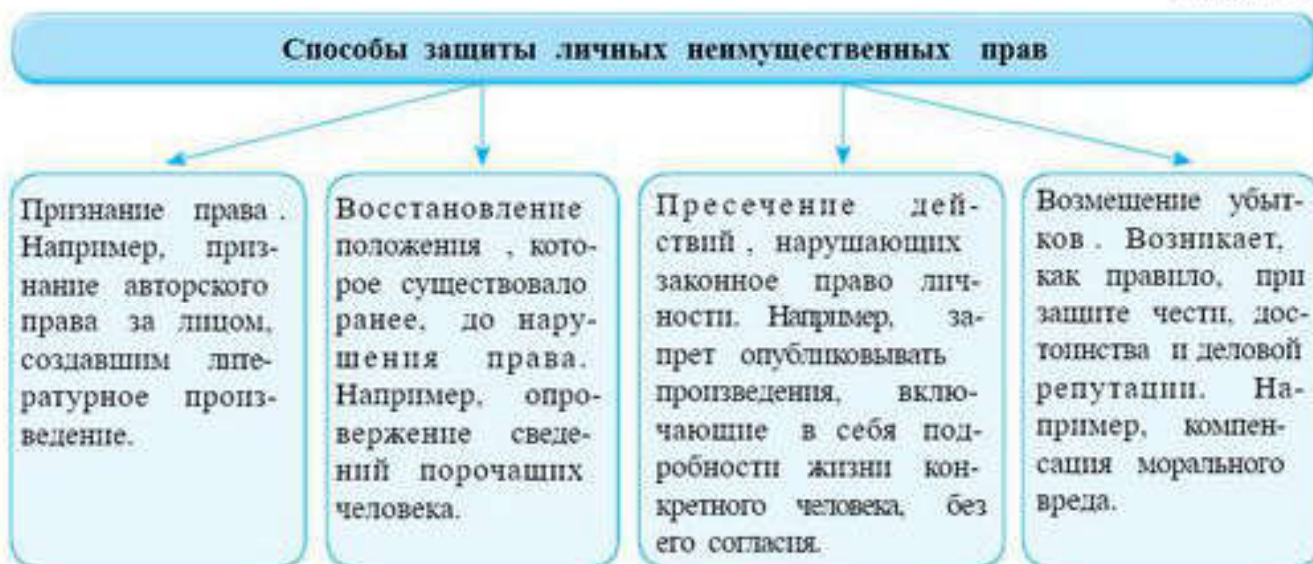 Способы защиты личных неимущественных прав
Признание права .
Например, приз-
нание авторского
права за лицом,
создавшим лите-
ратурное произ-
ведение.
Восстановление
положения , кото-
рое существовало
ранее, до нару-
шения права.
Например, опро-
вержение сведе-
ний порочащих
человека.
Пресечение дей-
ствий , нарушающих
законное право лич-
ности. Например, за-
прет опубликовывать
произведения, вклю-
чающие в себя под-
робности жизни кон-
кретного человека, без
его согласия.
Возмещение убыт-
ков . Возникает,
как правило, при
защите чести, дос-
тоинства и деловой
репутации. На-
пример, компен-
сация морального
вреда.